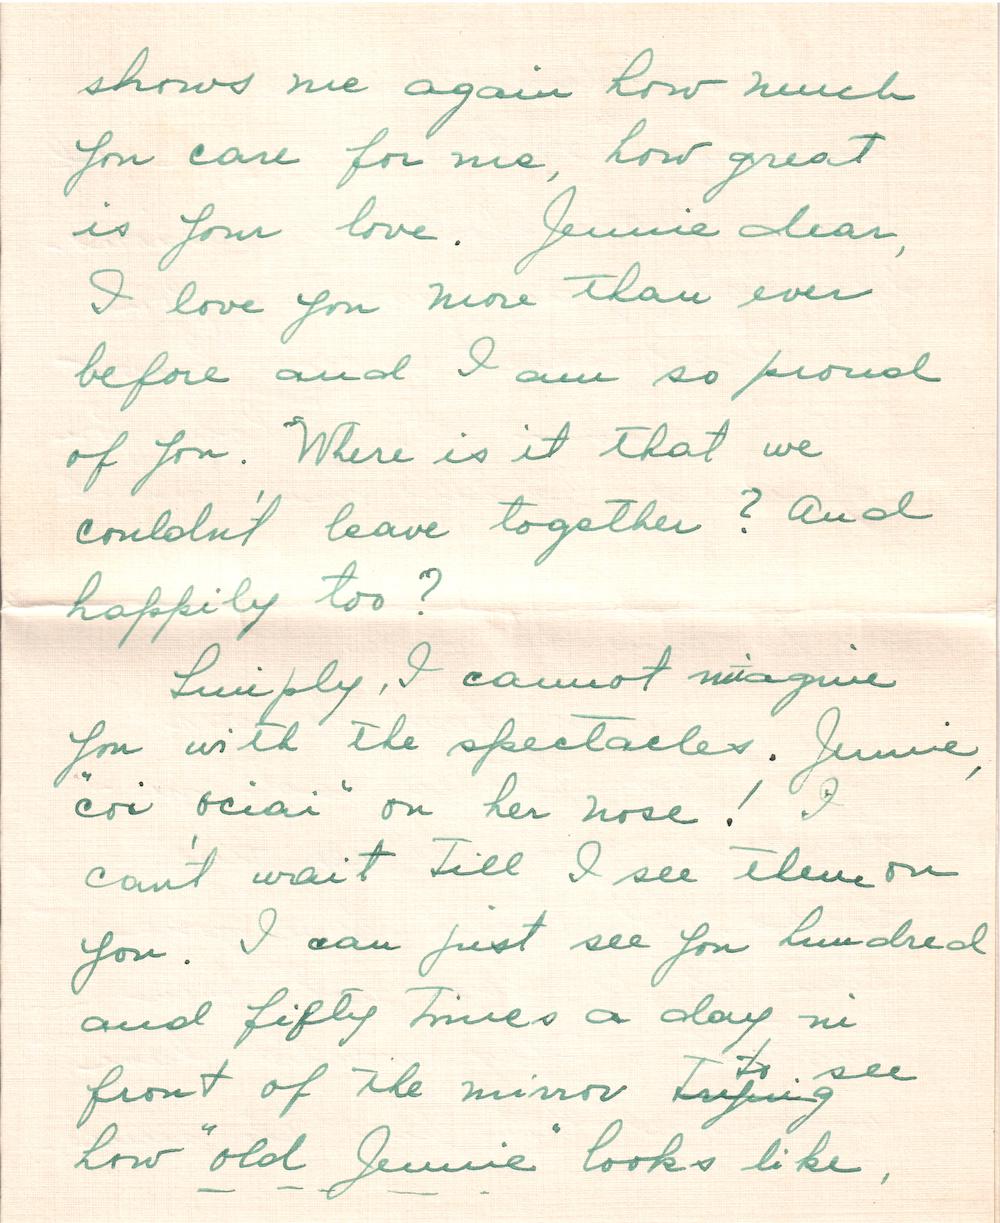 shows me again how much
you care for me, how great
is your love. Jennie dear,
I love you more than ever
before and I am so proud
of you. Where is it that we
couldn't leave together? And
happily too?
Simply, I cannot imagine
you with the spectacles. Jennie,
"coi ociai" on her nose! I
can't wait till I see them on
you. I can just see you hundred
and fifty times a day in
front of the mirror trying to see
how "old Jennie" looks like,